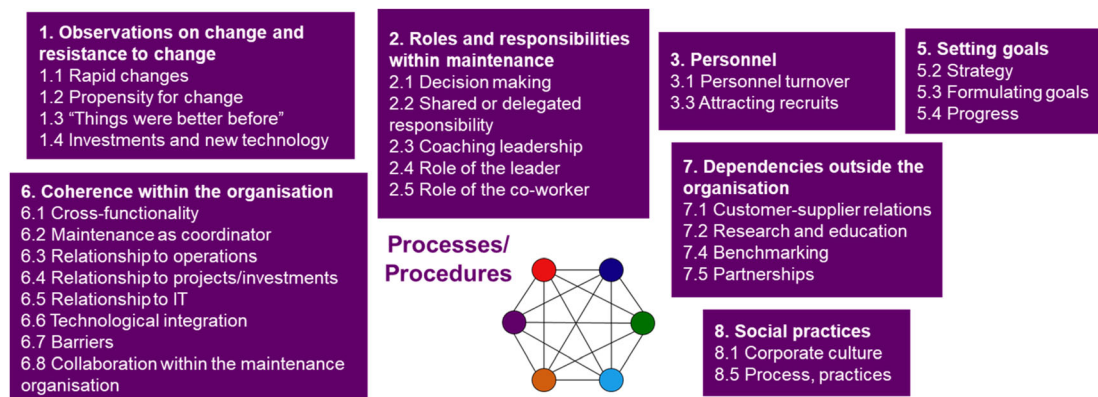 1. Observations on change and
resistance to change
1.1 Rapid changes
1.2 Propensity for change
1.3 “Things were better before”
1.4 Investments and new technology
2. Roles and responsibilities
within maintenance
2.1 Decision making
2.2 Shared or delegated
responsibility
2.3 Coaching leadership
2.4 Role of the leader
2.5 Role of the co-worker
3. Personnel
3.1 Personnel turnover
3.3 Attracting recruits
5. Setting goals
5.2 Strategy
5.3 Formulating goals
5.4 Progress
6. Coherence within the organisation
6.1 Cross-functionality
6.2 Maintenance as coordinator
6.3 Relationship to operations
6.4 Relationship to projects/investments
6.5 Relationship to IT
6.6 Technological integration
6.7 Barriers
6.8 Collaboration within the maintenance
organisation
Processes/
Procedures
7. Dependencies outside the
organisation
7.1 Customer-supplier relations
7.2 Research and education
7.4 Benchmarking
7.5 Partnerships
8. Social practices
8.1 Corporate culture
8.5 Process, practices